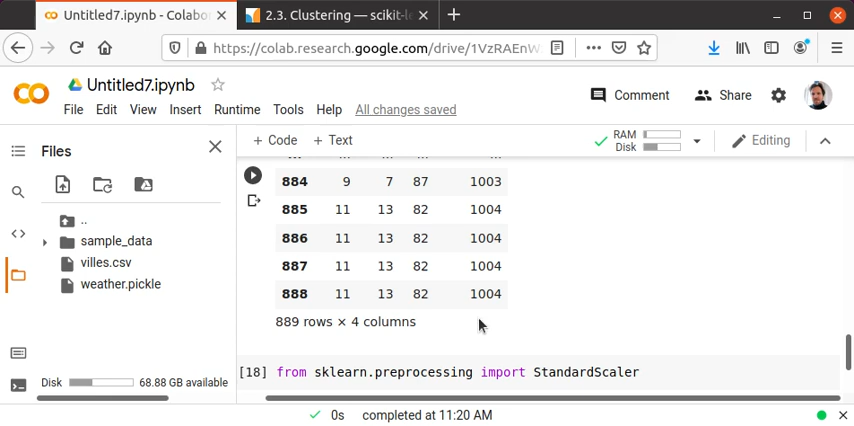 Untitled7.ipynb - Colabo
2.3. Clustering — scikit-le
https://colab.research.google.com/drive/1VzRAEnW
Untitled7.ipynb
File Edit View Insert Runtime Tools Help All changes saved
Comment Share
Files
+ Code + Text
RAM
Disk
Editing
..
sample_data
villes.csv
weather.pickle
884 9 7 87 1003
885 11 13 82 1004
886 11 13 82 1004
887 11 13 82 1004
888 11 13 82 1004
889 rows × 4 columns
[18] from sklearn.preprocessing import StandardScaler
Disk 68.88 GB available
0s completed at 11:20 AM